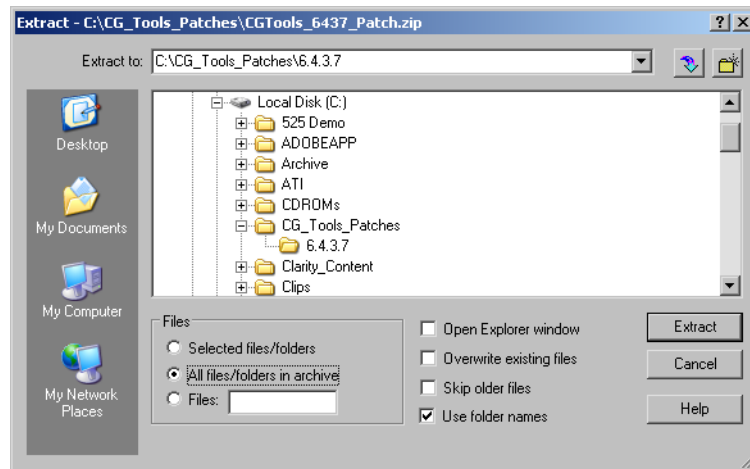 Extract - C:\CG_Tools_Patches\CGTools_6437_Patch.zip
Extract to: C:\CG_Tools_Patches\6.4.3.7
Desktop
My Documents
My Computer
My Network
Places
Local Disk (C:)
525 Demo
ADOBEAPP
Archive
ATI
CDROMs
CG_Tools_Patches
6.4.3.7
Clarity_Content
Clips
Files
Selected files/folders
All files/folders in archive
Files:
Open Explorer window
Overwrite existing files
Skip older files
Use folder names
Extract
Cancel
Help